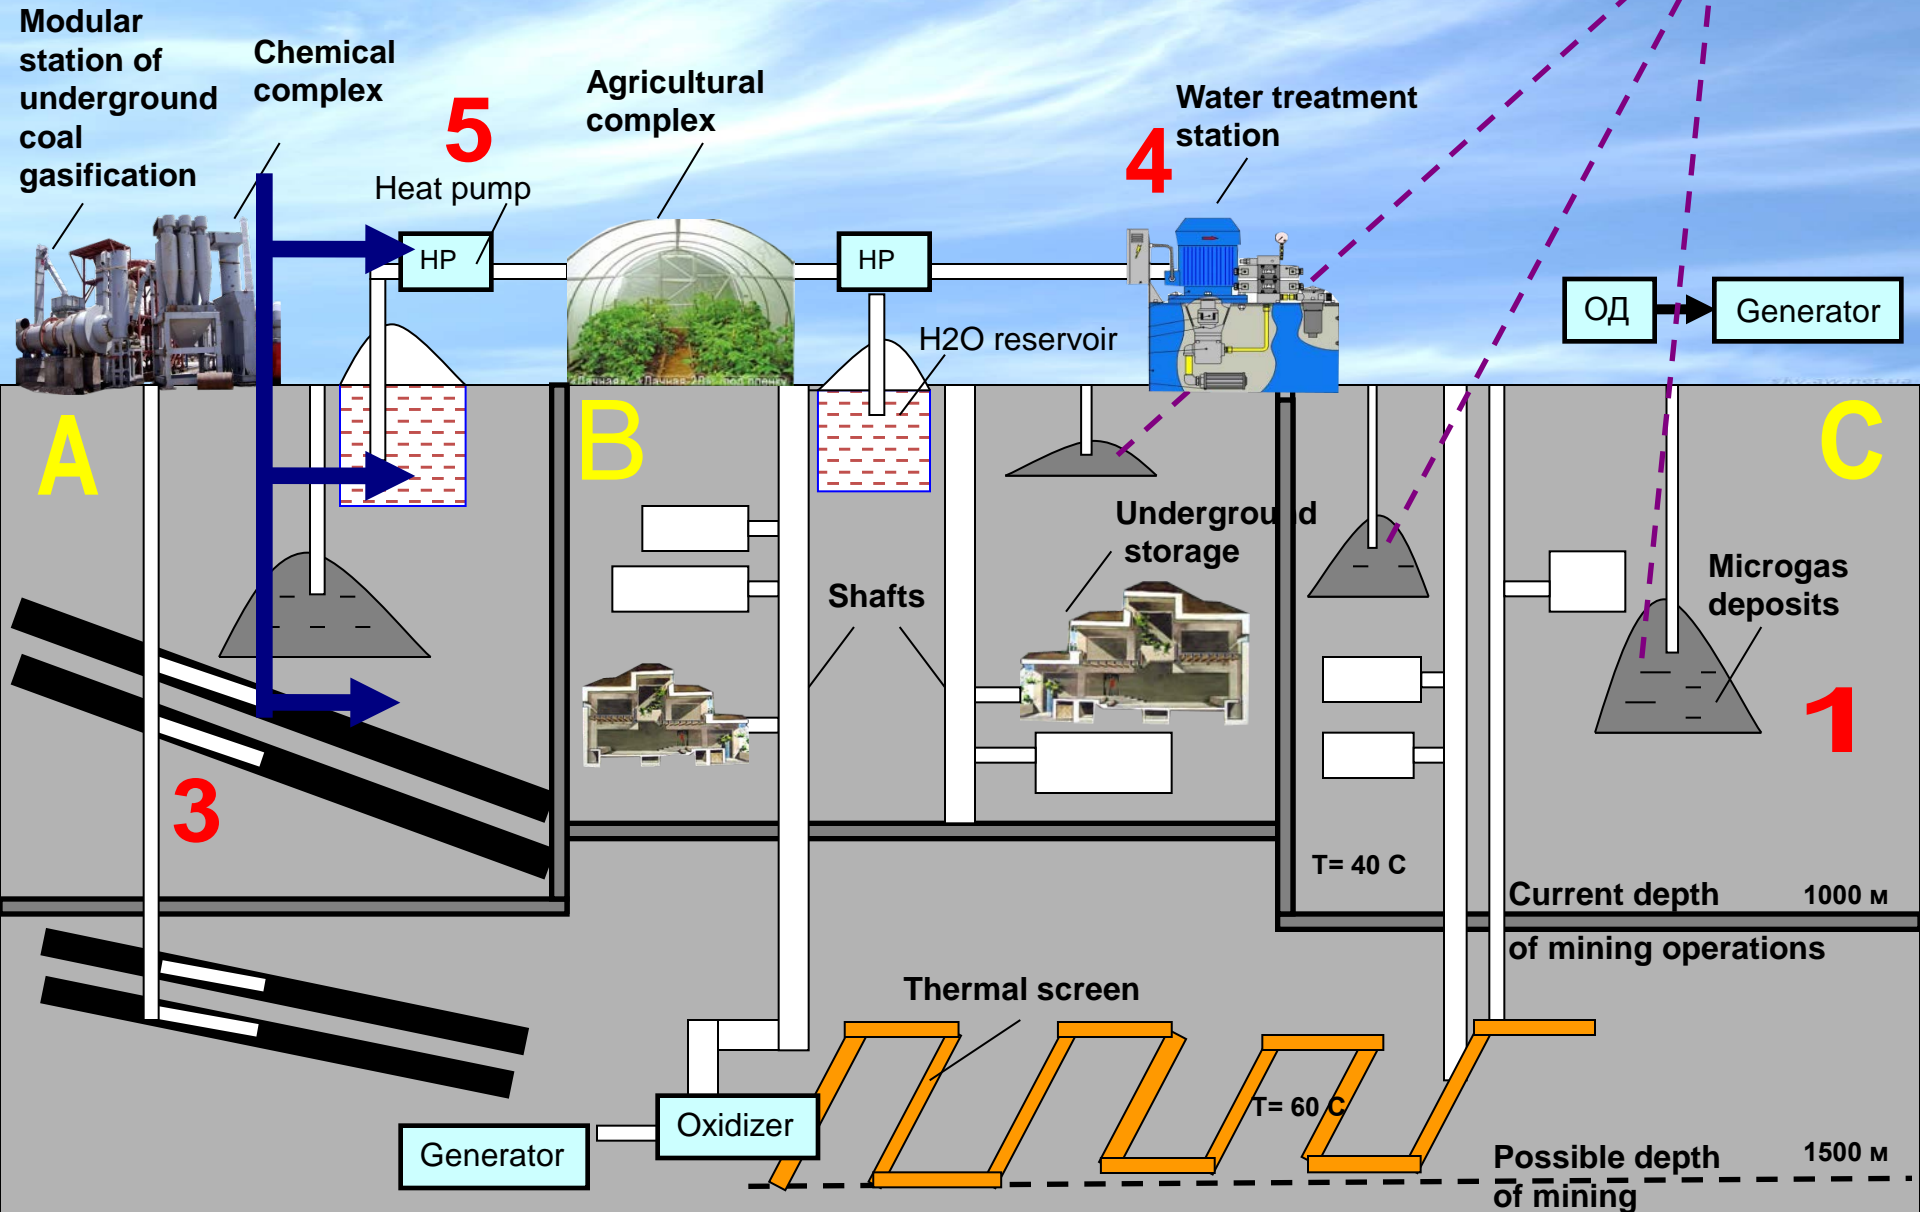 Modular
station of
underground
coal
gasification
Chemical
complex
5
Heat pump
HP
Agricultural
complex
HP
H2O reservoir
4
Water treatment
station
ОД
Generator
A
B
C
Underground
storage
Shafts
Microgas
deposits
1
3
T= 40 C
Current depth
1000 м
of mining operations
Thermal screen
T= 60 C
Oxidizer
Generator
Possible depth
1500 м
of mining